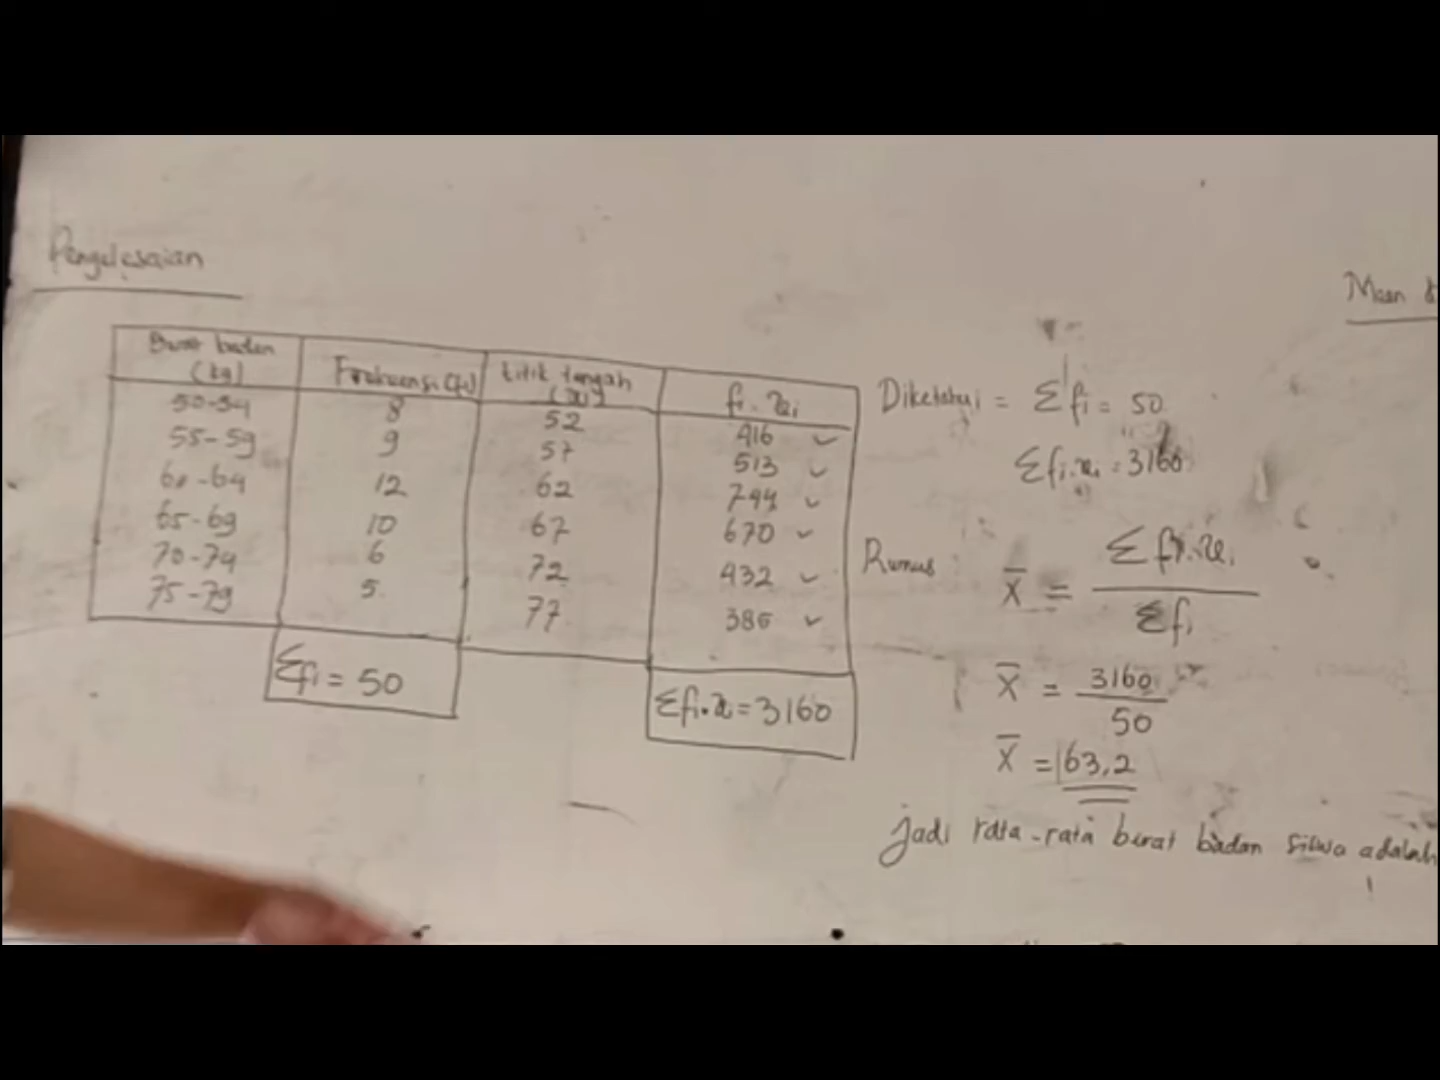 Penyelesaian
Maen
Berat badan (kg) Frekuensi (fi) titik tengah (xi) fi.xi
50-54 8 52 416 ✓
55-59 9 57 513 ✓
60-64 12 62 744 ✓
65-69 10 67 670 ✓
70-74 6 72 432 ✓
75-79 5 77 385 ✓
Σfi = 50 Σfi.xi = 3160
Diketahui = Σfi = 50
Σfi.xi = 3160
Rumus x̄ = Σfi.xi / Σfi
x̄ = 3160 / 50
x̄ = 63,2
Jadi rata-rata berat badan siswa adalah